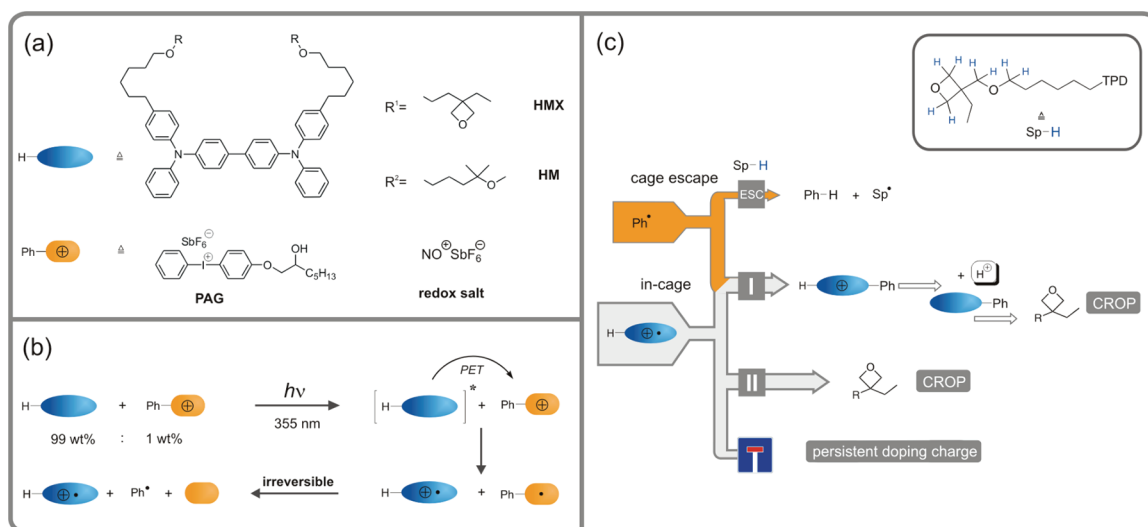 (a)
R
O
R
O
H
≙
N
N
R¹=
O
HMX
R²=
O
HM
Ph
⊕
≙
SbF₆⊖
I⊕
O
OH
C₅H₁₃
PAG
NO⊕SbF₆⊖
redox salt
(b)
H
+
Ph
⊕
hν
355 nm
PET
[H
]*
+
Ph
⊕
99 wt% : 1 wt%
H
⊕•
+ Ph• +
irreversible
H
⊕•
+
Ph
•
(c)
H H H H H H
H H
O
O
TPD
≙
Sp-H
Sp-H
cage escape
ESC
Ph-H + Sp•
Ph•
in-cage
I
H
⊕
Ph
+ H⊕
Ph
O
R
CROP
H
⊕•
II
O
R
CROP
persistent doping charge